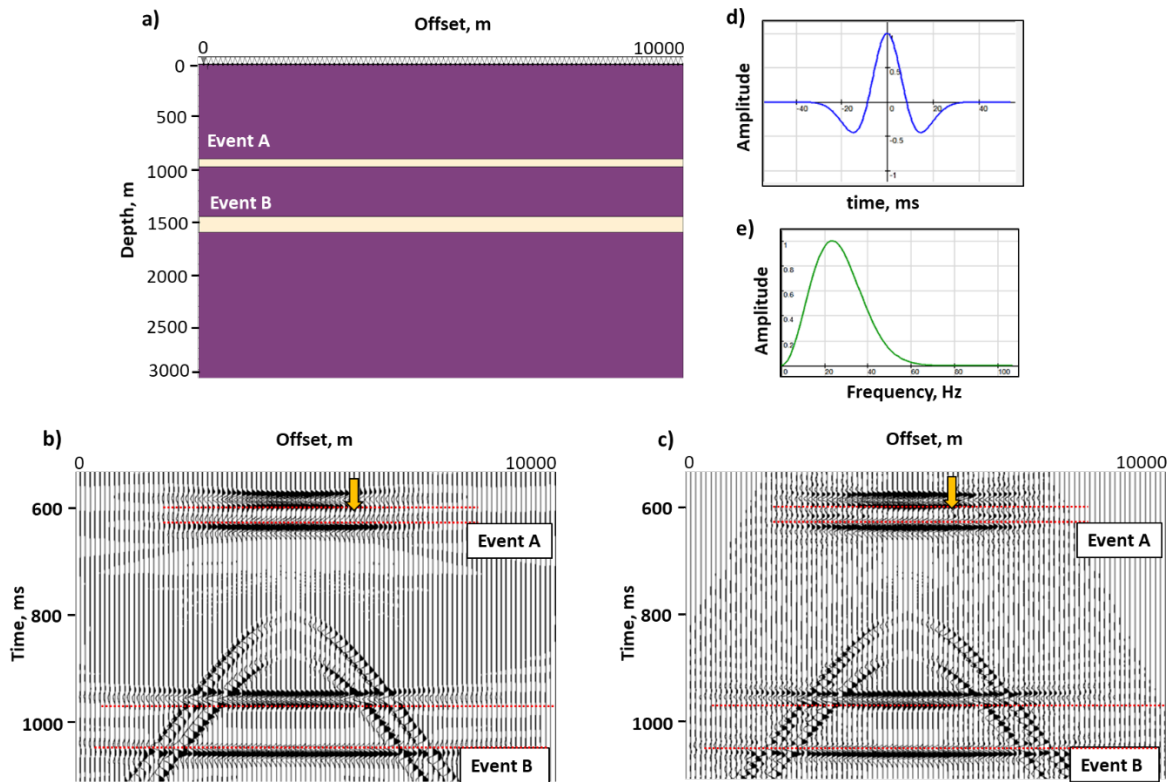 a)
Offset, m
0
10000
0
500
1000
1500
2000
2500
3000
Depth, m
Event A
Event B
d)
Amplitude
0.5
-0.5
-1
-40
-20
0
20
40
time, ms
e)
Amplitude
1
0.8
0.6
0.4
0.2
0
20
40
60
80
100
Frequency, Hz
b)
Offset, m
0
10000
600
800
1000
Time, ms
Event A
Event B
c)
Offset, m
0
10000
600
800
1000
Time, ms
Event A
Event B